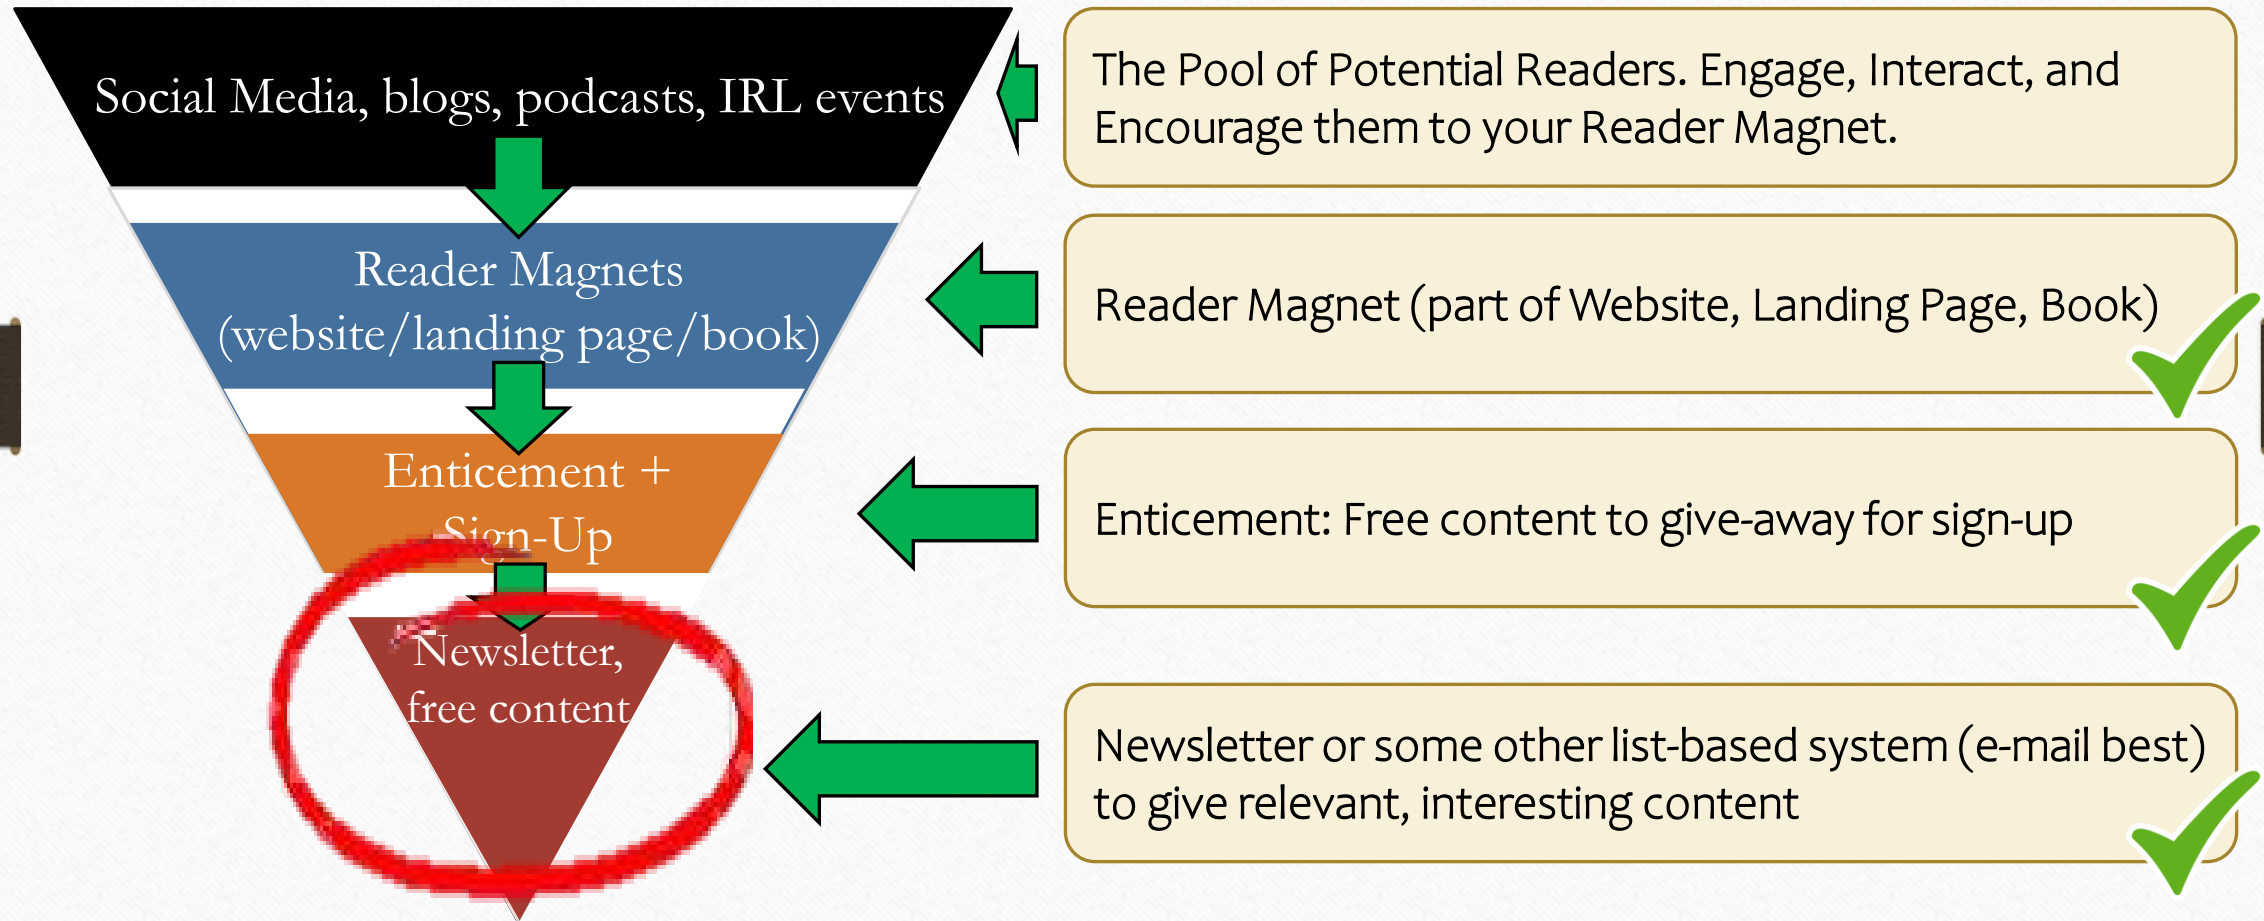 Social Media, blogs, podcasts, IRL events
The Pool of Potential Readers. Engage, Interact, and
Encourage them to your Reader Magnet.
Reader Magnets
(website/landing page/book)
Reader Magnet (part of Website, Landing Page, Book)
Enticement +
Sign-Up
Enticement: Free content to give-away for sign-up
Newsletter,
free content
Newsletter or some other list-based system (e-mail best)
to give relevant, interesting content